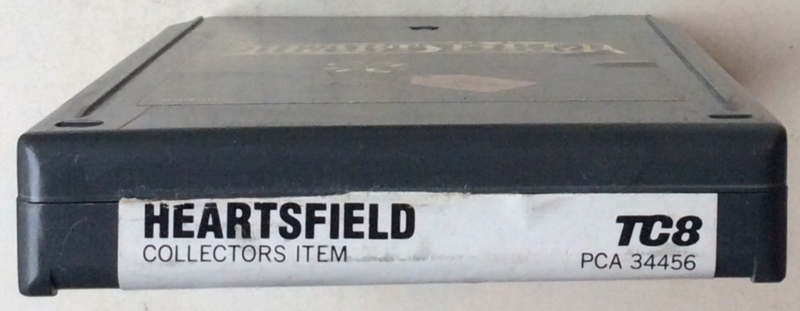 HEARTSFIELD
COLLECTORS ITEM
TC8
PCA 34456